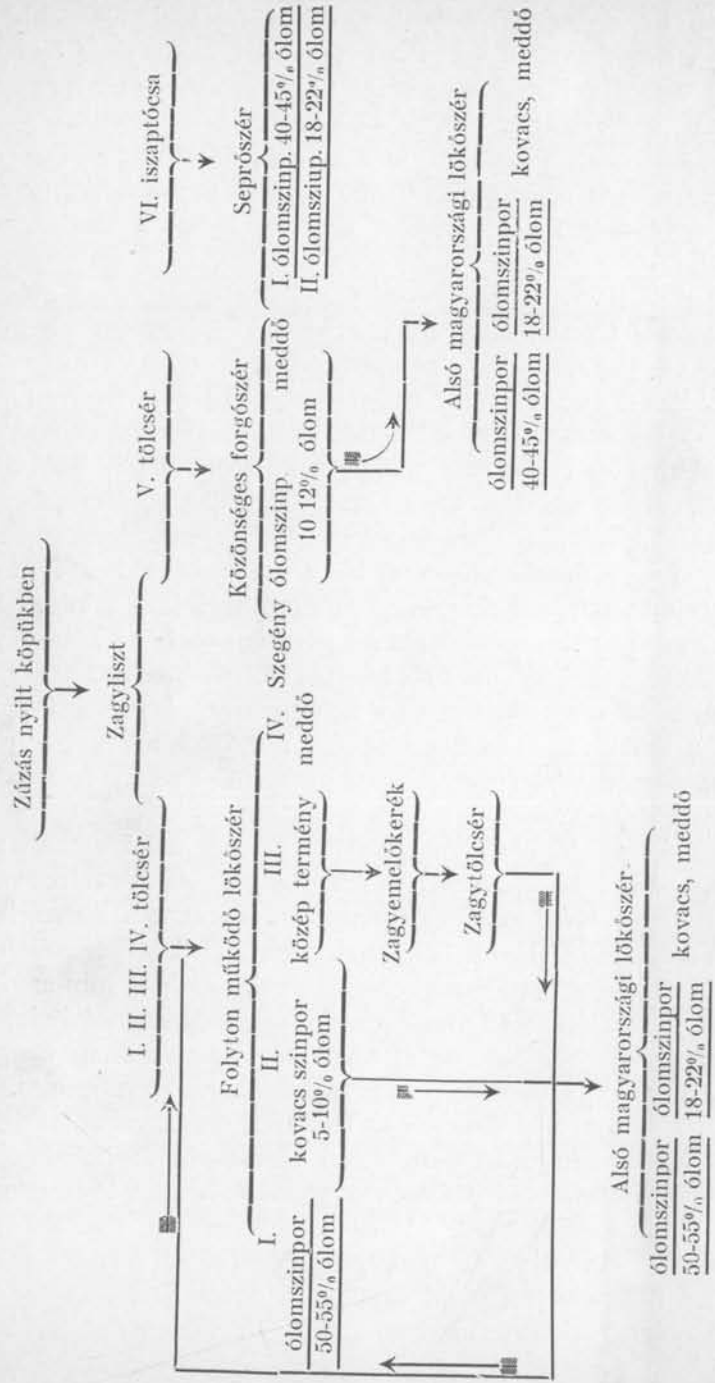 Zúzás nyilt köpükben
Zagyliszt
I. II. III. IV. tölcsér
V. tölcsér
VI. iszaptócsa
Folyton működő lökőszér
I.
II.
III.
IV.
ólomszinpor
50-55% ólom
kovacs szinpor
5-10% ólom
közép termény
meddő
Zagyemelőkerék
Zagytölcsér
Alsó magyarországi lökőszér
ólomszinpor
50-55% ólom
ólomszinpor
18-22% ólom
kovacs, meddő
Közönséges forgószér
Szegény ólomszinp.
10 12% ólom
meddő
Alsó magyarországi lökőszér
ólomszinpor
40-45% ólom
ólomszinpor
18-22% ólom
kovacs, meddő
Seprőszér
I. ólomszinp. 40-45% ólom
II. ólomsziup. 18-22% ólom